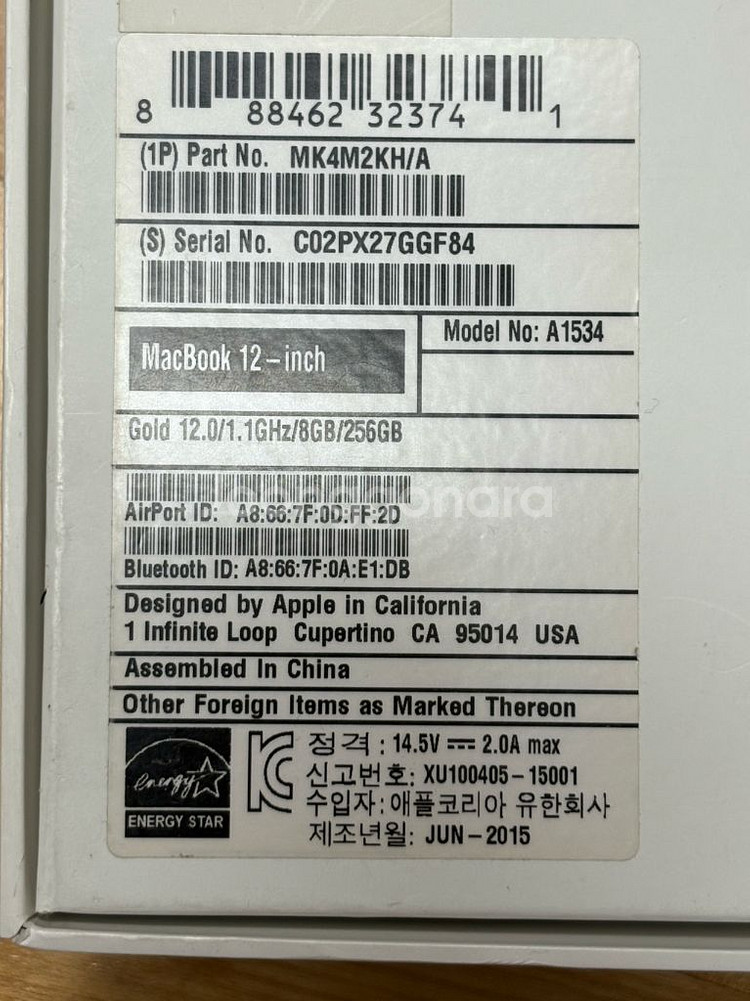 8 88462 32374 1
(1P) Part No. MK4M2KH/A
(S) Serial No. C02PX27GGF84
Model No: A1534
MacBook 12-inch
Gold 12.0/1.1GHz/8GB/256GB
AirPort ID: A8:66:7F:0D:FF:2D
Bluetooth ID: A8:66:7F:0A:E1:DB
Designed by Apple in California
1 Infinite Loop Cupertino CA 95014 USA
Assembled In China
Other Foreign Items as Marked Thereon
energy
ENERGY STAR
정격 : 14.5V ⎓ 2.0A max
신고번호: XU100405-15001
수입자: 애플코리아 유한회사
제조년월: JUN-2015